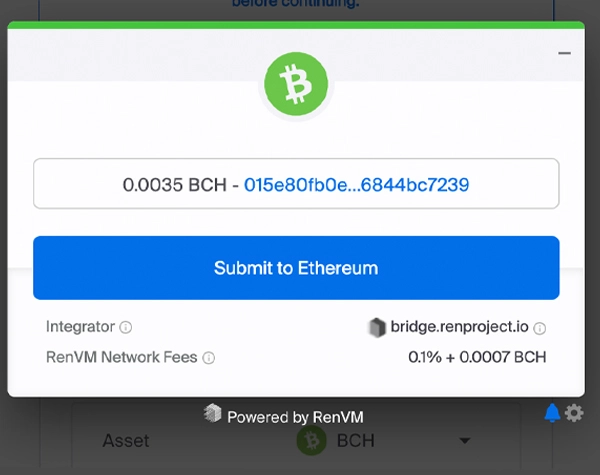 before continuing.
0.0035 BCH - 015e80fb0e...6844bc7239
Submit to Ethereum
Integrator
bridge.renproject.io
RenVM Network Fees
0.1% + 0.0007 BCH
Powered by RenVM
Asset
BCH